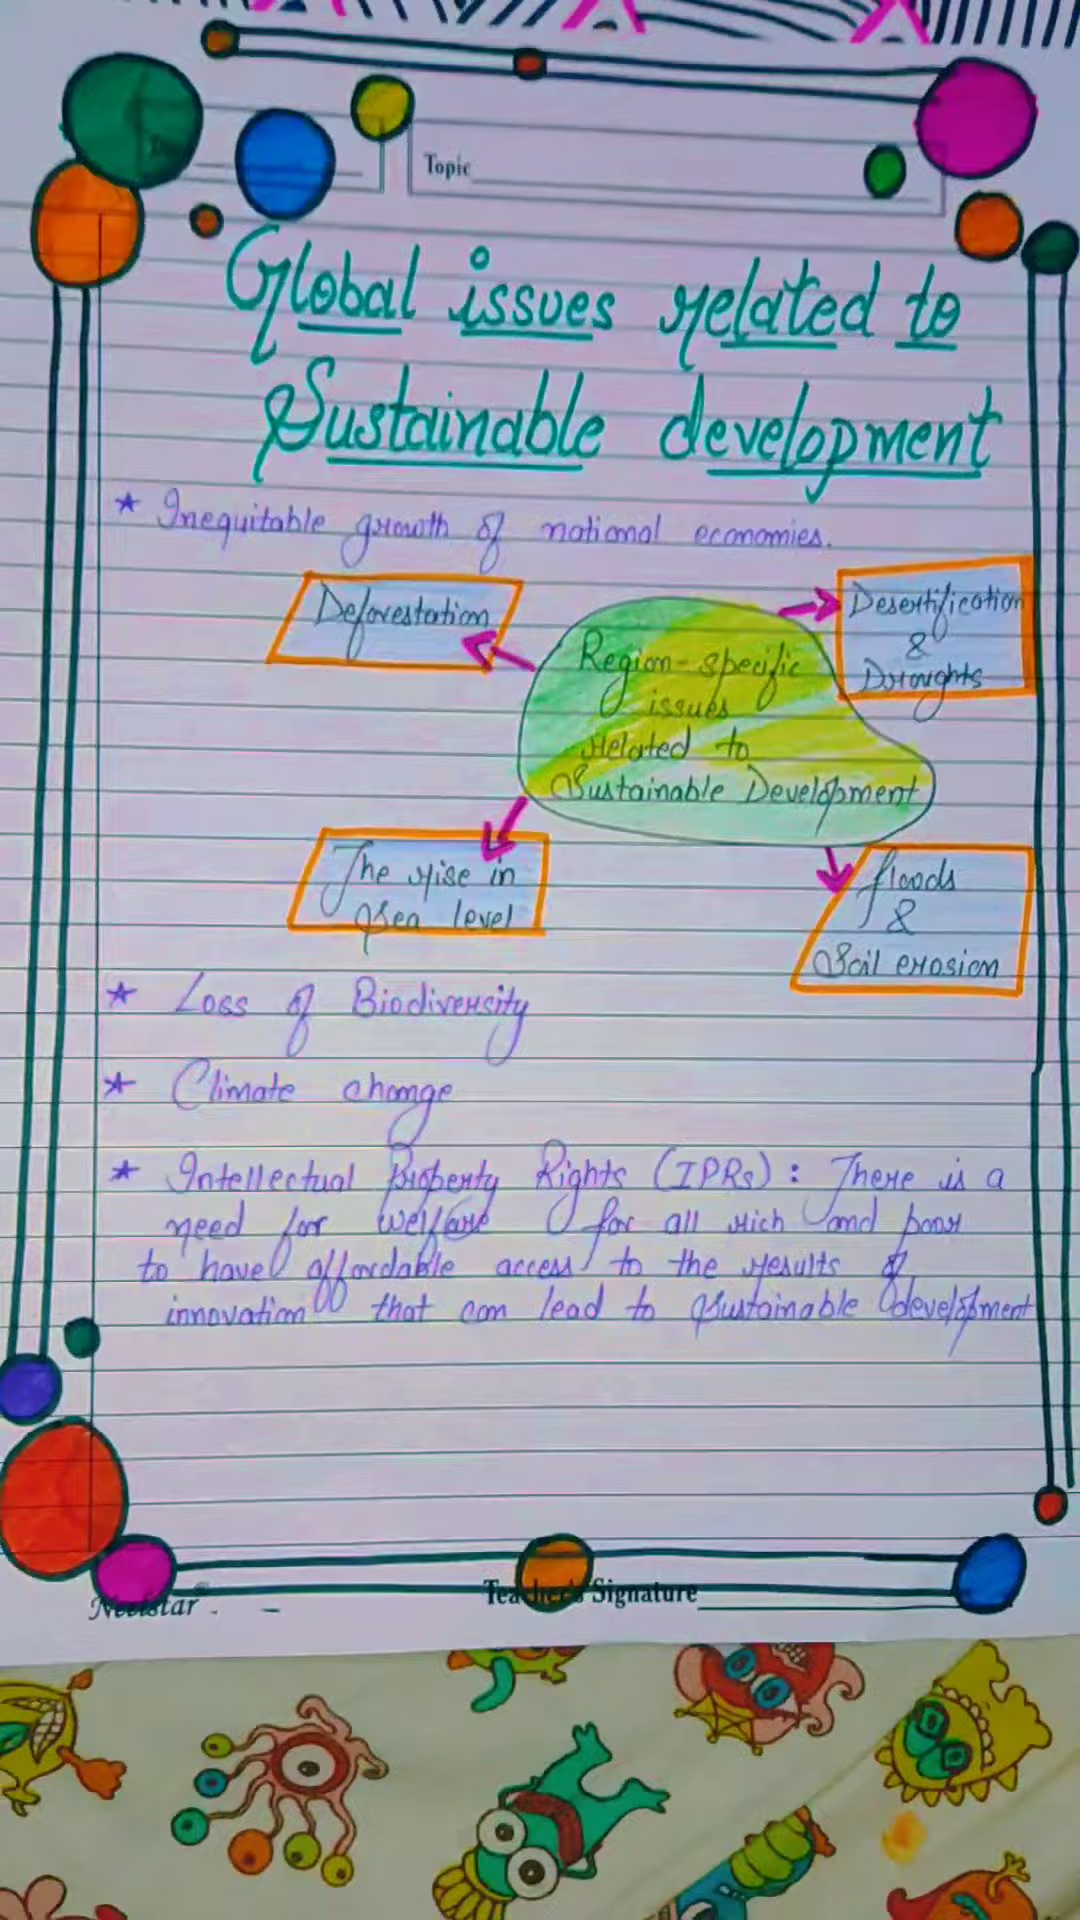 Topic
Global issues related to
Sustainable development
* Inequitable growth of national economies.
Deforestation
Desertification
&
Droughts
Region-specific
issues
related to
Sustainable Development
The rise in
Sea level
floods
&
Soil erosion
* Loss of Biodiversity
* Climate change
* Intellectual Property Rights (IPRs) : There is a
need for welfare for all rich and poor
to have affordable access to the results of
innovation that can lead to sustainable development
Neelstar
Teacher's Signature